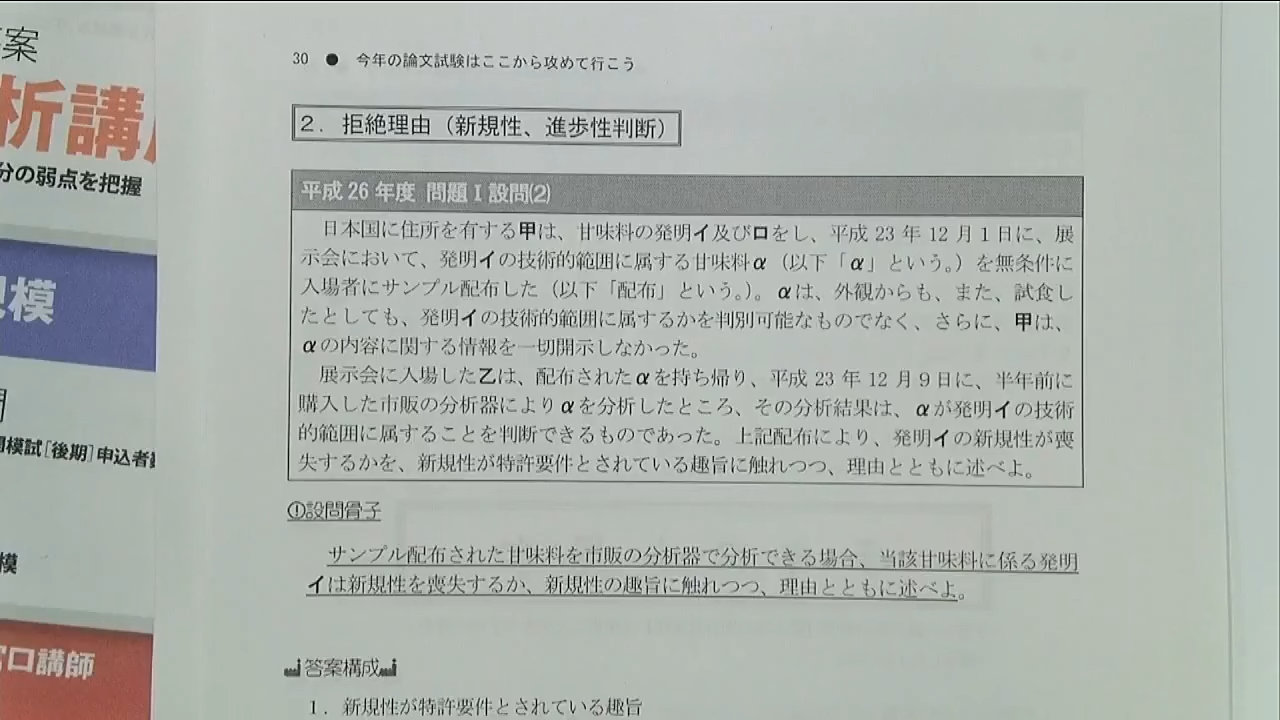 案
析講
分の弱点を把握
模
模試[後期]申込者
模
口講師
30 ● 今年の論文試験はここから攻めて行こう
2．拒絶理由（新規性、進歩性判断）
平成 26 年度 問題Ⅰ設問(2)
日本国に住所を有する甲は、甘味料の発明イ及びロをし、平成 23 年 12 月 1 日に、展
示会において、発明イの技術的範囲に属する甘味料α（以下「α」という。）を無条件に
入場者にサンプル配布した（以下「配布」という。）。αは、外観からも、また、試食し
たとしても、発明イの技術的範囲に属するかを判別可能なものでなく、さらに、甲は、
αの内容に関する情報を一切開示しなかった。
展示会に入場した乙は、配布されたαを持ち帰り、平成 23 年 12 月 9 日に、半年前に
購入した市販の分析器によりαを分析したところ、その分析結果は、αが発明イの技術
的範囲に属することを判断できるものであった。上記配布により、発明イの新規性が喪
失するかを、新規性が特許要件とされている趣旨に触れつつ、理由とともに述べよ。
①設問骨子
サンプル配布された甘味料を市販の分析器で分析できる場合、当該甘味料に係る発明
イは新規性を喪失するか、新規性の趣旨に触れつつ、理由とともに述べよ。
答案構成
1．新規性が特許要件とされている趣旨